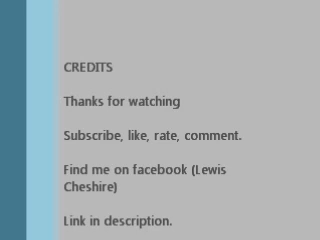 CREDITS
Thanks for watching
Subscribe, like, rate, comment.
Find me on facebook (Lewis
Cheshire)
Link in description.